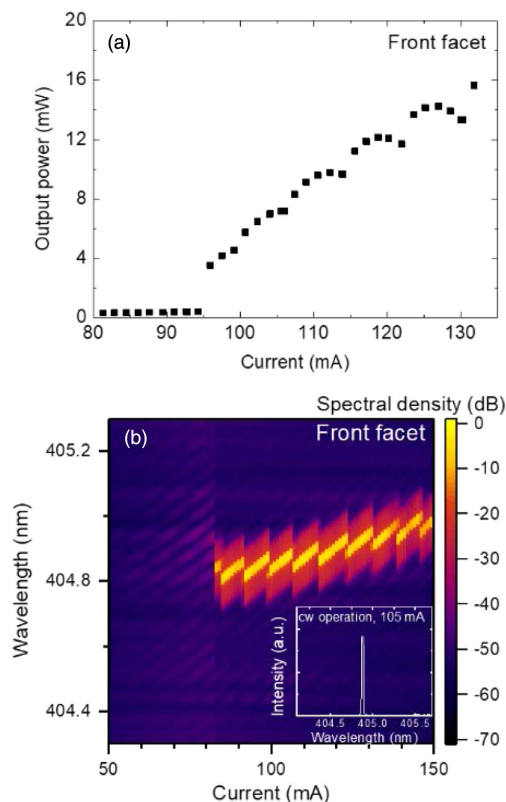 20
(a)
Front facet
16
12
8
4
0
Output power (mW)
80
90
100
110
120
130
Current (mA)
Spectral density (dB)
(b)
Front facet
405.2
404.8
404.4
Wavelength (nm)
cw operation, 105 mA
Intensity (a.u.)
404.5
405.0
405.5
Wavelength (nm)
50
100
150
Current (mA)
0
-10
-20
-30
-40
-50
-60
-70